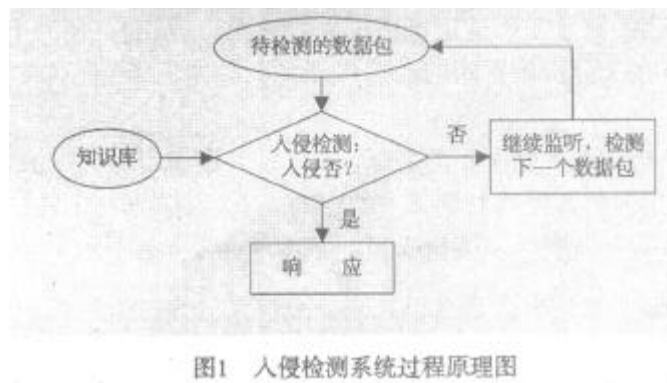 待检测的数据包
知识库
入侵检测：
入侵否？
否
继续监听，检测
下一个数据包
是
响 应
图1 入侵检测系统过程原理图